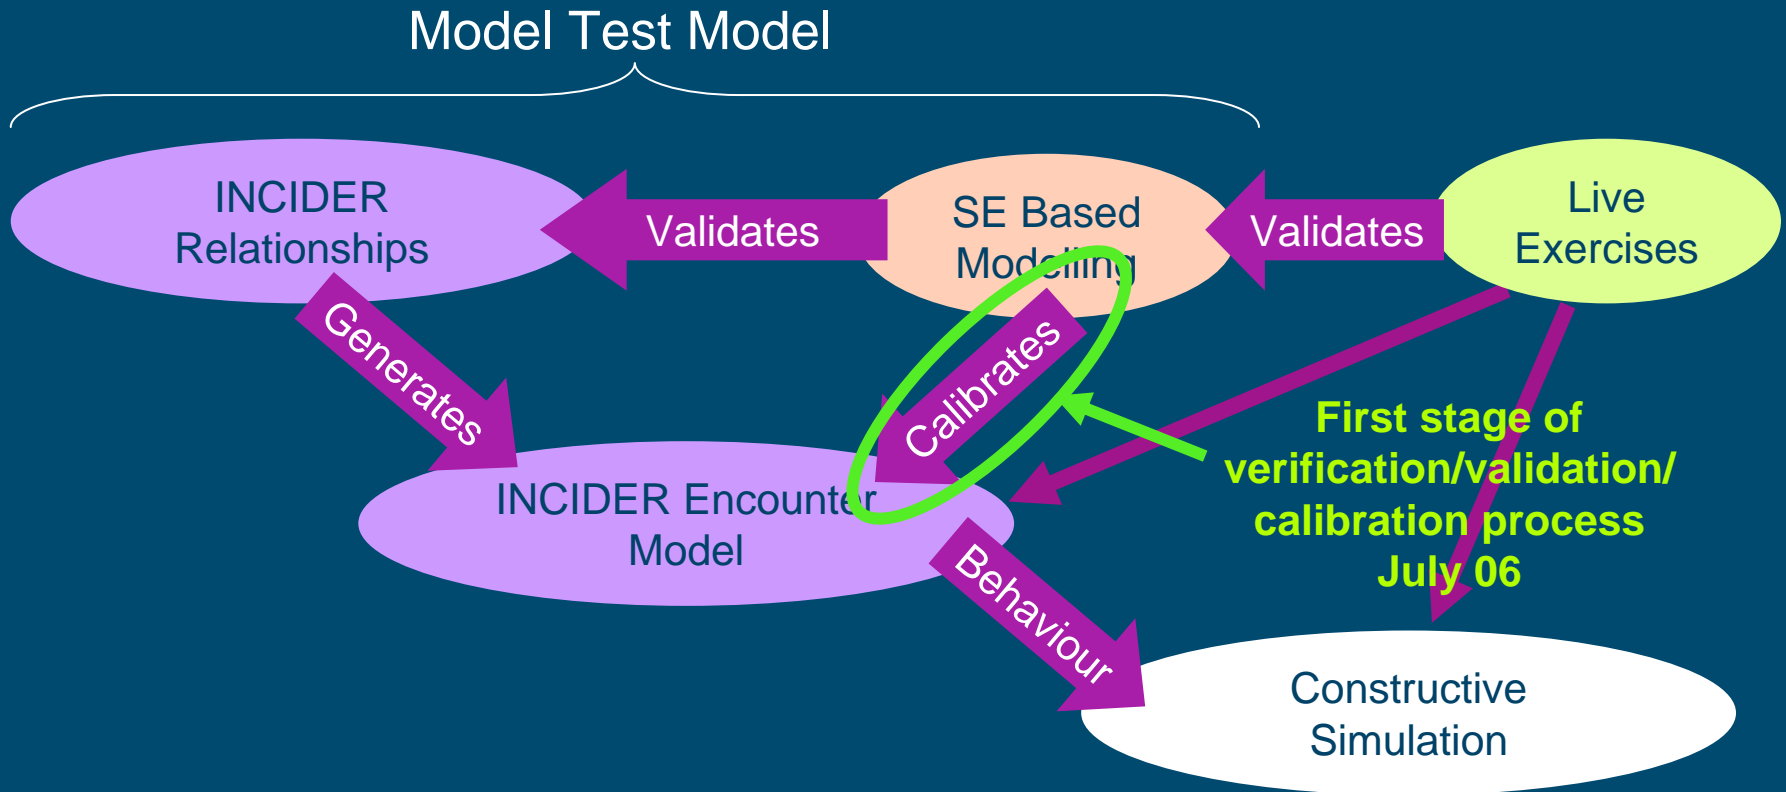 Model Test Model
INCIDER
Relationships
Validates
SE Based
Modelling
Validates
Live
Exercises
Generates
Calibrates
First stage of
verification/validation/
calibration process
July 06
INCIDER Encounter
Model
Behaviour
Constructive
Simulation